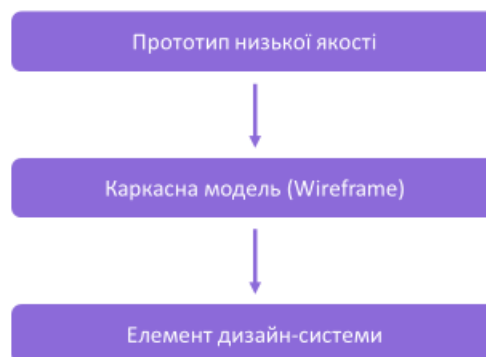 Прототип низької якості
Каркасна модель (Wireframe)
Елемент дизайн-системи